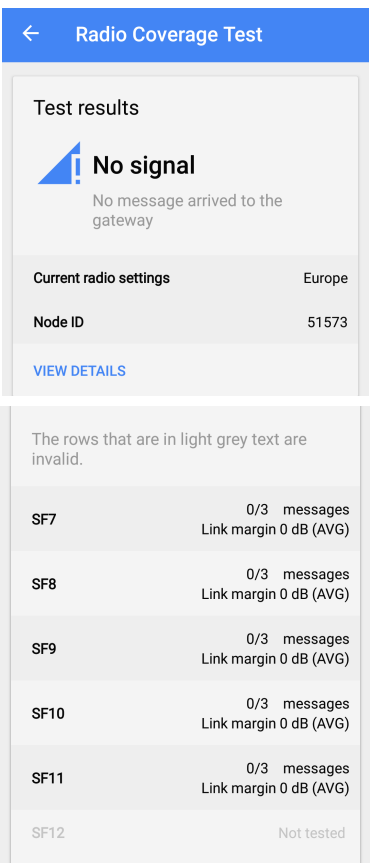 Radio Coverage Test
Test results
No signal
No message arrived to the
gateway
Current radio settings Europe
Node ID 51573
VIEW DETAILS
The rows that are in light grey text are
invalid.
SF7 0/3 messages
Link margin 0 dB (AVG)
SF8 0/3 messages
Link margin 0 dB (AVG)
SF9 0/3 messages
Link margin 0 dB (AVG)
SF10 0/3 messages
Link margin 0 dB (AVG)
SF11 0/3 messages
Link margin 0 dB (AVG)
SF12 Not tested